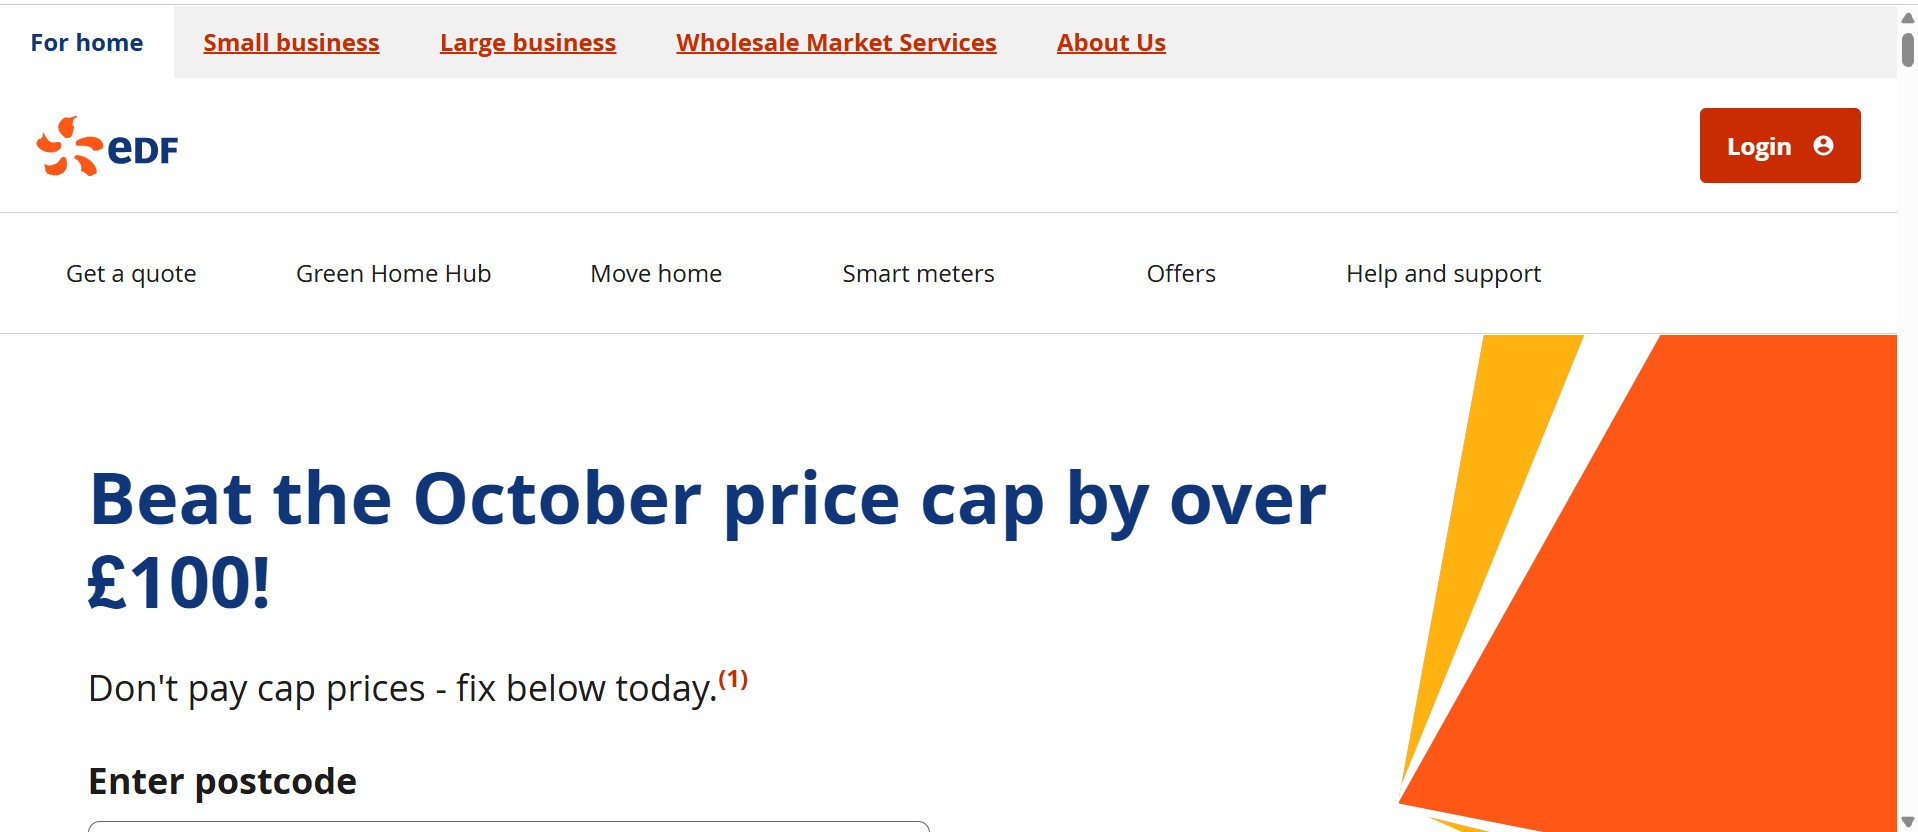 For home Small business Large business Wholesale Market Services About Us
eDF
Login
Get a quote Green Home Hub Move home Smart meters Offers Help and support
Beat the October price cap by over
£100!
Don't pay cap prices - fix below today.(1)
Enter postcode